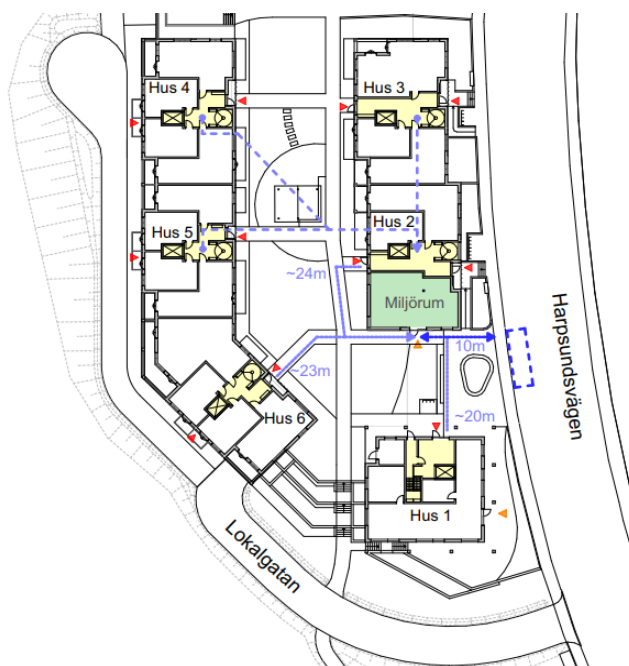 Hus 4
Hus 3
Hus 5
Hus 2
~24m
Miljörum
10m
~23m
~20m
Hus 6
Hus 1
Harpsundsvägen
Lokalgatan